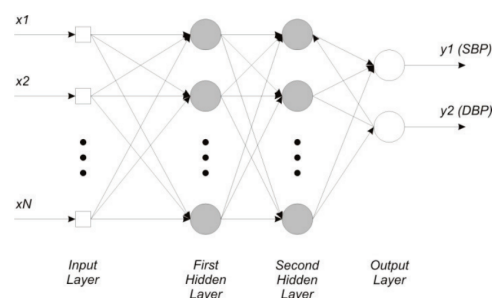 x1
y1 (SBP)
x2
y2 (DBP)
xN
Input
Layer
First
Hidden
Layer
Second
Hidden
Layer
Output
Layer